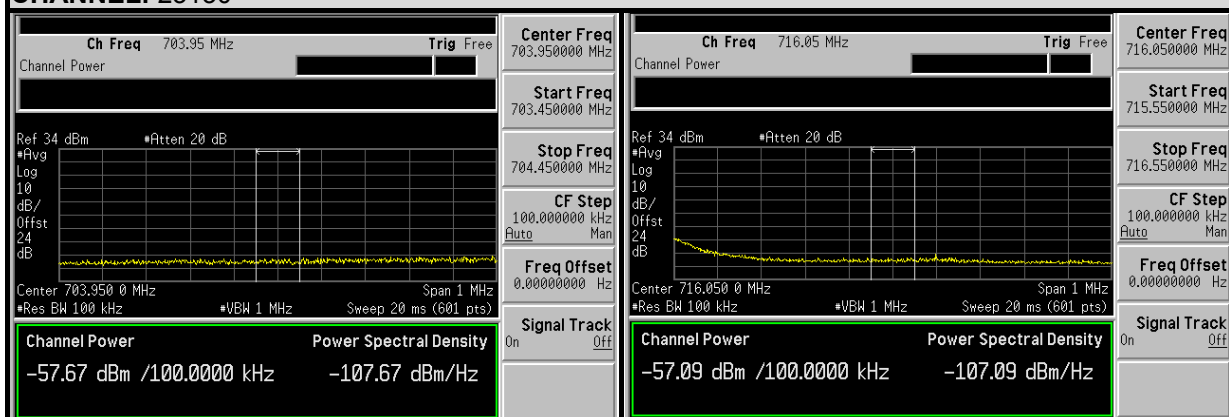 Ch Freq 703.95 MHz Trig Free
Channel Power
Ref 34 dBm #Atten 20 dB
#Avg
Log
10
dB/
Offst
24
dB
Center 703.950 0 MHz Span 1 MHz
#Res BW 100 kHz #VBW 1 MHz Sweep 20 ms (601 pts)
Channel Power Power Spectral Density
-57.67 dBm /100.0000 kHz -107.67 dBm/Hz
Center Freq
703.950000 MHz
Start Freq
703.450000 MHz
Stop Freq
704.450000 MHz
CF Step
100.000000 kHz
Auto Man
Freq Offset
0.00000000 Hz
Signal Track
On Off
Ch Freq 716.05 MHz Trig Free
Channel Power
Ref 34 dBm #Atten 20 dB
#Avg
Log
10
dB/
Offst
24
dB
Center 716.050 0 MHz Span 1 MHz
#Res BW 100 kHz #VBW 1 MHz Sweep 20 ms (601 pts)
Channel Power Power Spectral Density
-57.09 dBm /100.0000 kHz -107.09 dBm/Hz
Center Freq
716.050000 MHz
Start Freq
715.550000 MHz
Stop Freq
716.550000 MHz
CF Step
100.000000 kHz
Auto Man
Freq Offset
0.00000000 Hz
Signal Track
On Off